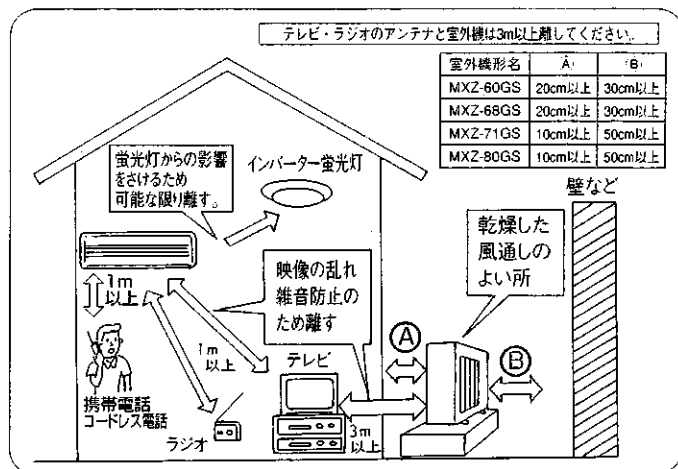 テレビ・ラジオのアンテナと室外機は3m以上離してください。
室外機形名 (A) (B)
MXZ-60GS 20cm以上 30cm以上
MXZ-68GS 20cm以上 30cm以上
MXZ-71GS 10cm以上 50cm以上
MXZ-80GS 10cm以上 50cm以上
蛍光灯からの影響
をさけるため
可能な限り離す。
インバーター蛍光灯
壁など
乾燥した
風通しの
よい所
映像の乱れ
雑音防止の
ため離す
1m
以上
1m
以上
テレビ
Ⓐ
Ⓑ
携帯電話
コードレス電話
ラジオ
3m
以上